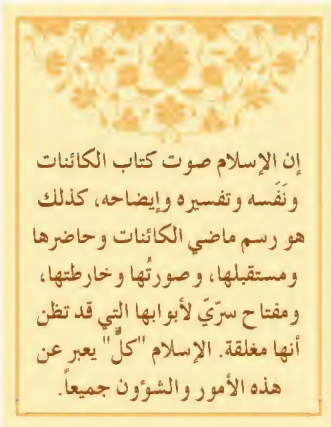 إن الإسلام صوت كتاب الكائنات
ونَفَسه وتفسيره وإيضاحه، كذلك
هو رسم ماضي الكائنات وحاضرها
ومستقبلها، وصورتُها وخارطتها،
ومفتاح سرّيّ لأبوابها التي قد تظن
أنها مغلقة. الإسلام "كلٌّ" يعبر عن
هذه الأمور والشؤون جميعاً.